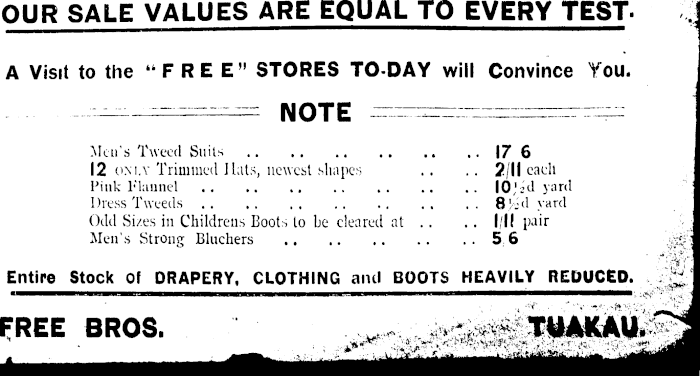 OUR SALE VALUES ARE EQUAL TO EVERY TEST.
A Visit to the "FREE" STORES TO-DAY will Convince You.
NOTE
Men's Tweed Suits .. .. .. .. .. .. 17 6
12 ONLY Trimmed Hats, newest shapes .. .. 2/11 each
Pink Flannel .. .. .. .. .. .. .. 10½d yard
Dress Tweeds .. .. .. .. .. .. .. 8½d yard
Odd Sizes in Childrens Boots to be cleared at .. .. 1/11 pair
Men's Strong Bluchers .. .. .. .. .. 5 6
Entire Stock of DRAPERY, CLOTHING and BOOTS HEAVILY REDUCED.
FREE BROS. TUAKAU.